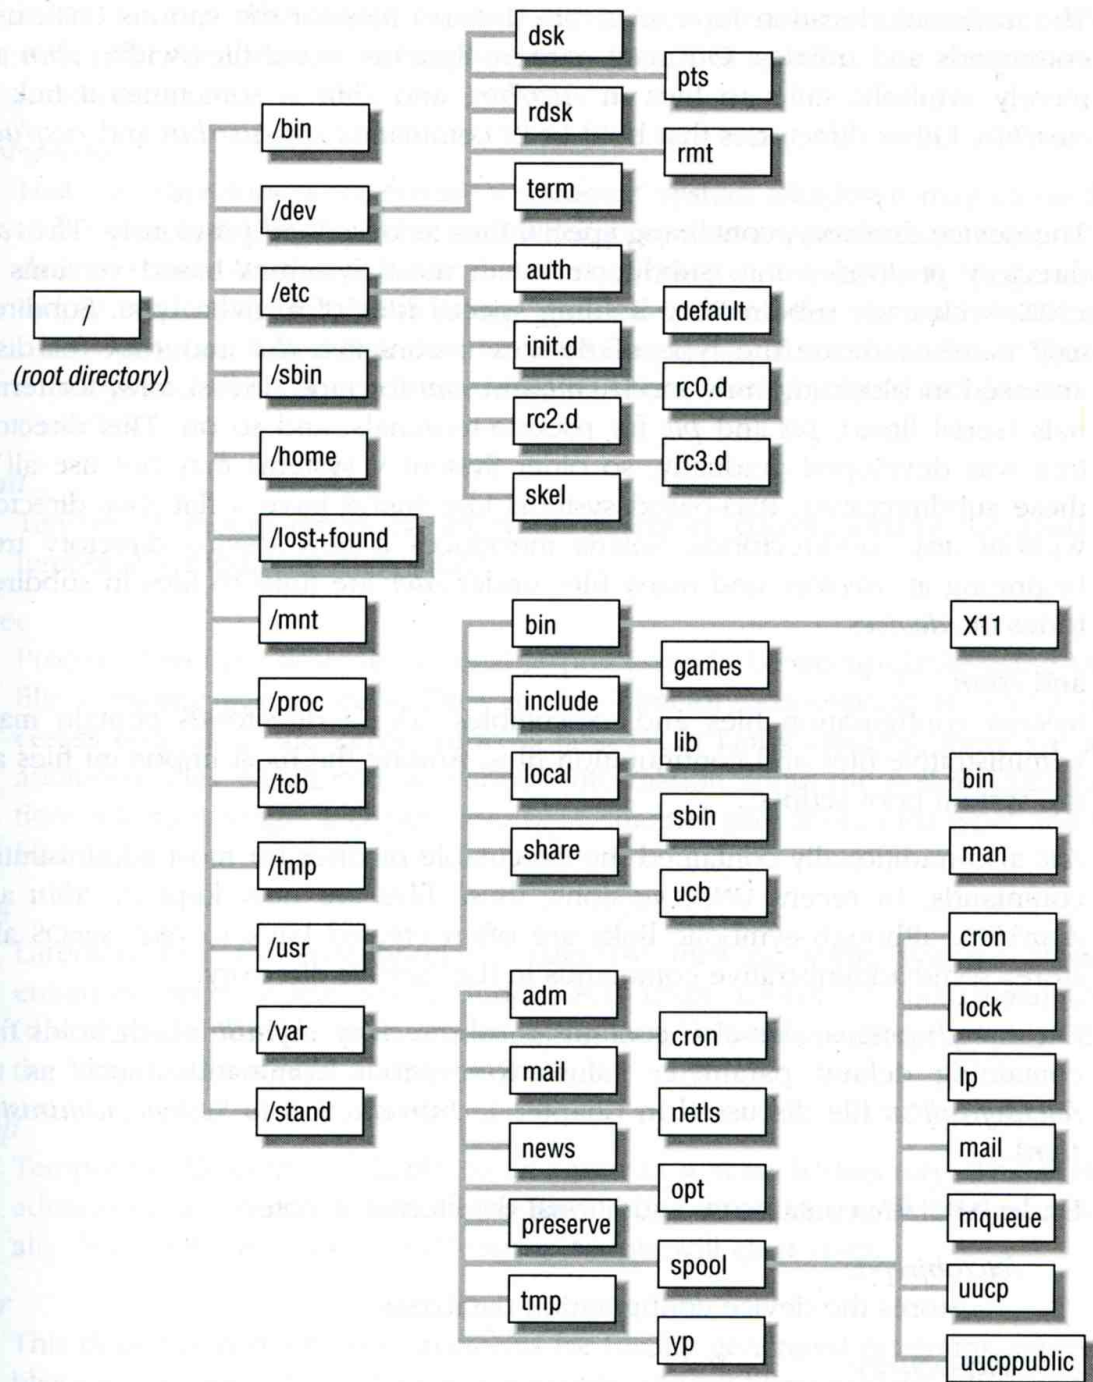 /
(root directory)
/bin
/dev
/etc
/sbin
/home
/lost+found
/mnt
/proc
/tcb
/tmp
/usr
/var
/stand
dsk
pts
rdsk
rmt
term
auth
default
init.d
rc0.d
rc2.d
rc3.d
skel
bin
X11
games
include
lib
local
bin
sbin
share
man
ucb
adm
cron
mail
netls
news
opt
preserve
spool
tmp
yp
cron
lock
lp
mail
mqueue
uucp
uucppublic